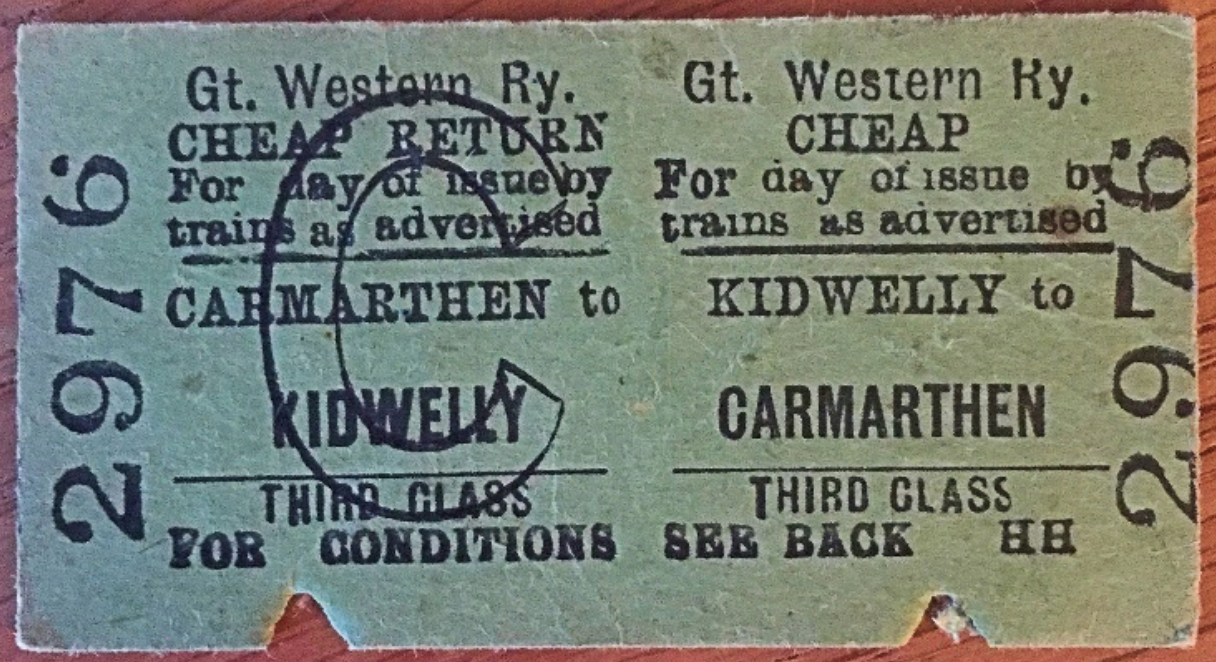 2976
Gt. Western Ry.
CHEAP RETURN
For day of issue by
trains as advertised
CARMARTHEN to
KIDWELLY
THIRD CLASS
Gt. Western Ry.
CHEAP
For day of issue by
trains as advertised
KIDWELLY to
CARMARTHEN
THIRD CLASS
FOR CONDITIONS SEE BACK HH
C
2976